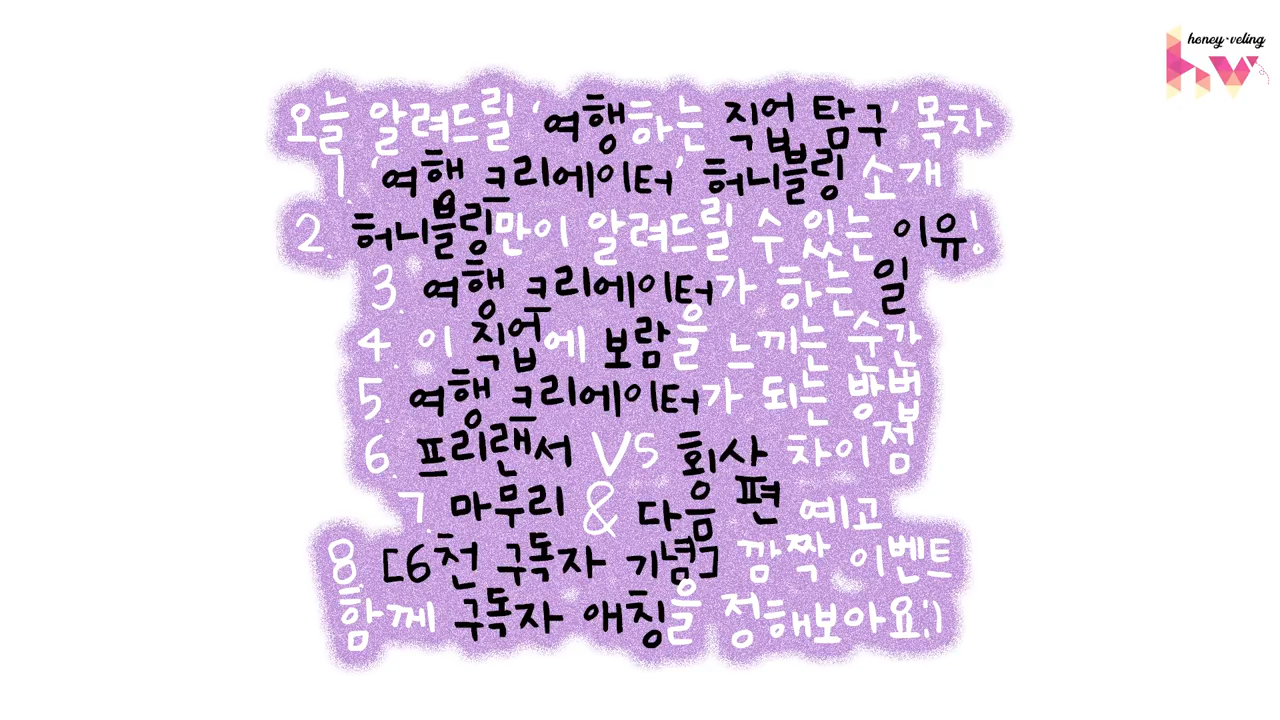 honey·veling
hw
오늘 알려드릴 '여행하는 직업 탐구' 목차
1. '여행 크리에이터' 허니블링 소개
2. 허니블링만이 알려드릴 수 있는 이유!
3. 여행 크리에이터가 하는 일
4. 이 직업에 보람을 느끼는 순간
5. 여행 크리에이터가 되는 방법
6. 프리랜서 VS 회사 차이점
7. 마무리 & 다음 편 예고
8. [6천 구독자 기념] 깜짝 이벤트
"함께 구독자 애칭을 정해보아요:)